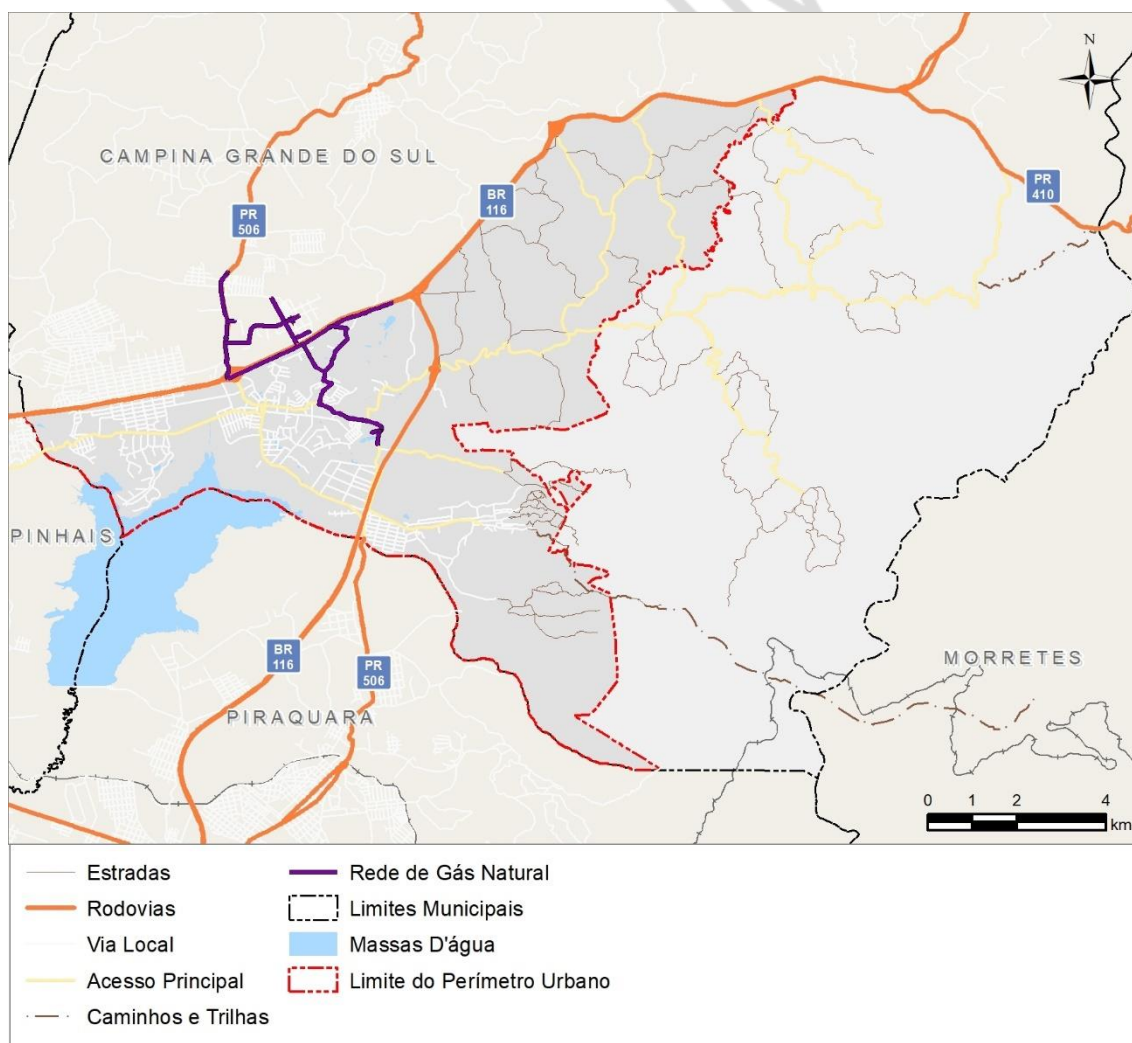 N
CAMPINA GRANDE DO SUL
PR
506
BR
116
PR
410
PINHAIS
BR
116
PR
506
PIRAQUARA
MORRETES
0 1 2 4
km
Estradas
Rodovias
Via Local
Acesso Principal
Caminhos e Trilhas
Rede de Gás Natural
Limites Municipais
Massas D'água
Limite do Perímetro Urbano